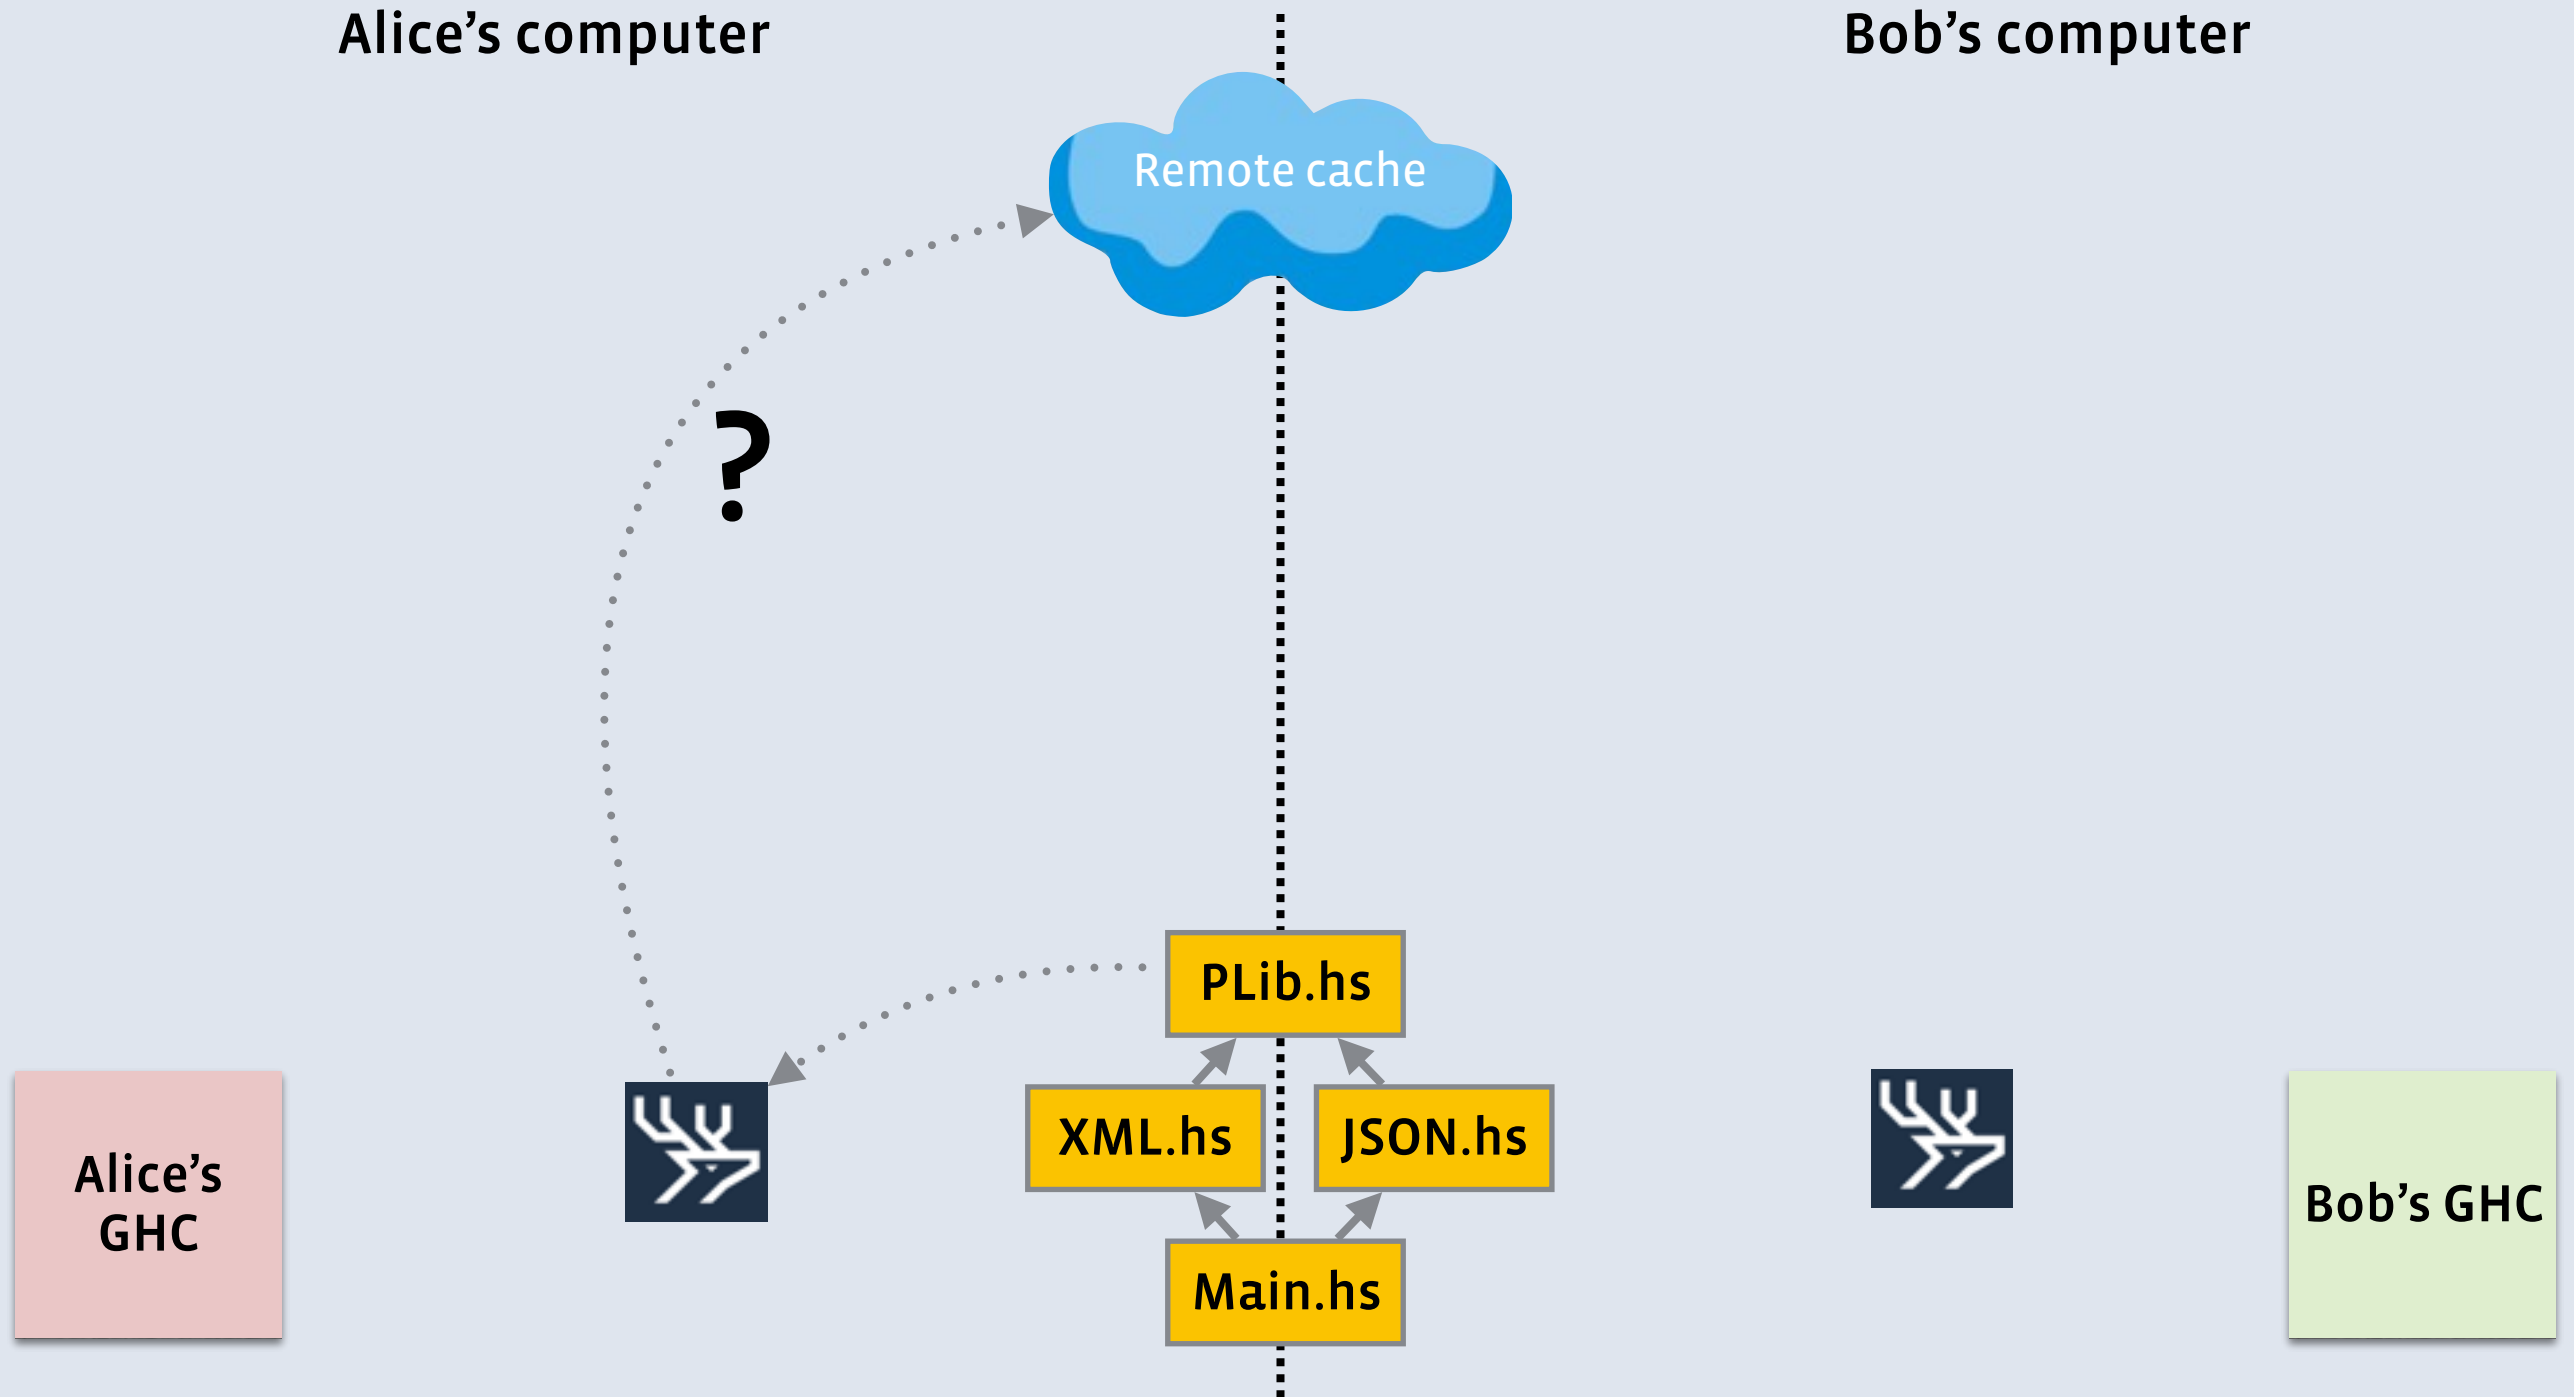 Alice’s computer
Bob’s computer
Remote cache
?
PLib.hs
XML.hs
JSON.hs
Alice’s
GHC
Bob’s GHC
Main.hs